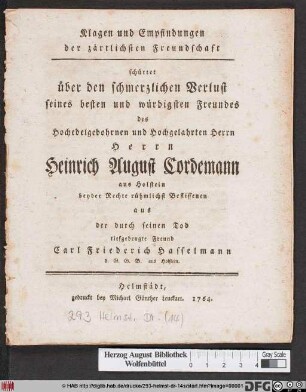 Klagen und Empfindungen
der zärtlichsten Freundschaft
schüttet
über den schmerzlichen Verlust
seines besten und würdigsten Freundes
des
Hochedelgebohrnen und Hochgelahrten Herrn
Herrn
Heinrich August Cordemann
aus Holstein
beyder Rechte rühmlichst Beflissenen
aus
der durch seinen Tod
tiefgebeugte Freund
Carl Friederich Hasselmann
aus Holstein.
Helmstädt,
gedruckt bey Michael Günther Leuckart. 1764.
Herzog August Bibliothek
Wolfenbüttel